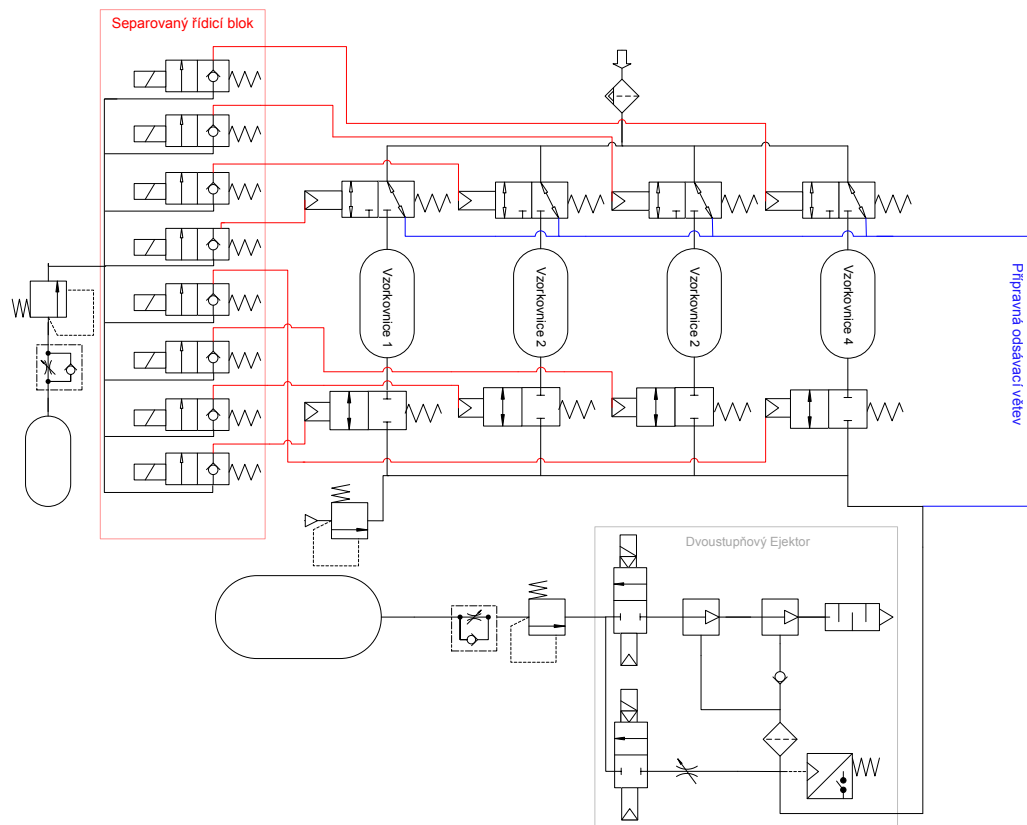 Separovaný řídicí blok
Vzorkovnice 1
Vzorkovnice 2
Vzorkovnice 2
Vzorkovnice 4
Přípravná odsávací větev
Dvoustupňový Ejektor